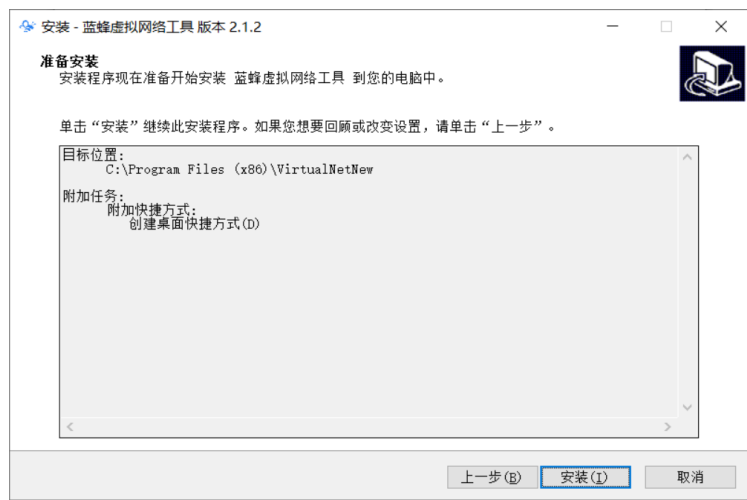 安装 - 蓝蜂虚拟网络工具 版本 2.1.2
准备安装
安装程序现在准备开始安装 蓝蜂虚拟网络工具 到您的电脑中。
单击“安装”继续此安装程序。如果您想要回顾或改变设置，请单击“上一步”。
目标位置:
C:\Program Files (x86)\VirtualNetNew
附加任务:
附加快捷方式:
创建桌面快捷方式(D)
上一步(B) 安装(I) 取消